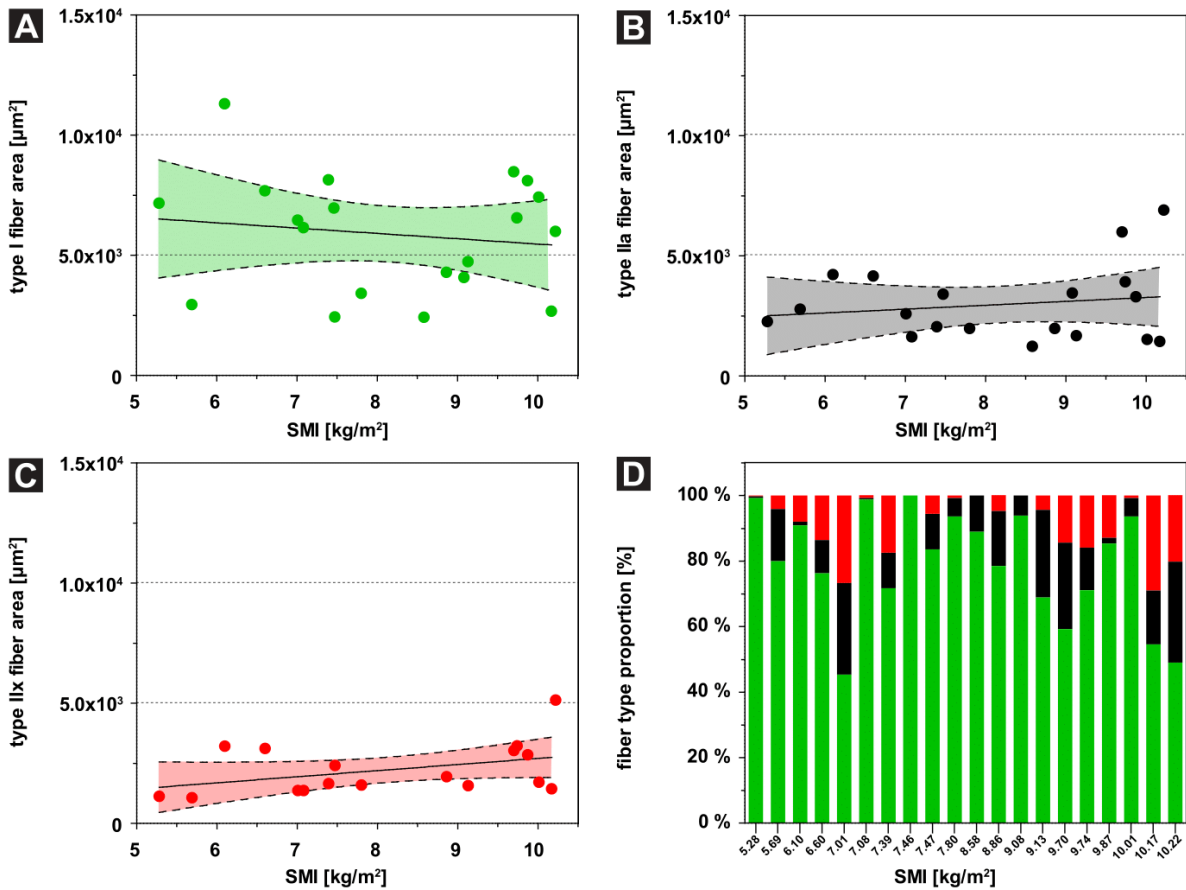 A
type I fiber area [µm²]
1.5x10⁴
1.0x10⁴
5.0x10³
0
5 6 7 8 9 10
SMI [kg/m²]
B
type IIa fiber area [µm²]
1.5x10⁴
1.0x10⁴
5.0x10³
0
5 6 7 8 9 10
SMI [kg/m²]
C
type IIx fiber area [µm²]
1.5x10⁴
1.0x10⁴
5.0x10³
0
5 6 7 8 9 10
SMI [kg/m²]
D
fiber type proportion [%]
100 %
80 %
60 %
40 %
20 %
0 %
5.28 5.69 6.10 6.60 7.01 7.08 7.39 7.46 7.47 7.80 8.58 8.86 9.08 9.13 9.70 9.74 9.87 10.01 10.17 10.22
SMI [kg/m²]